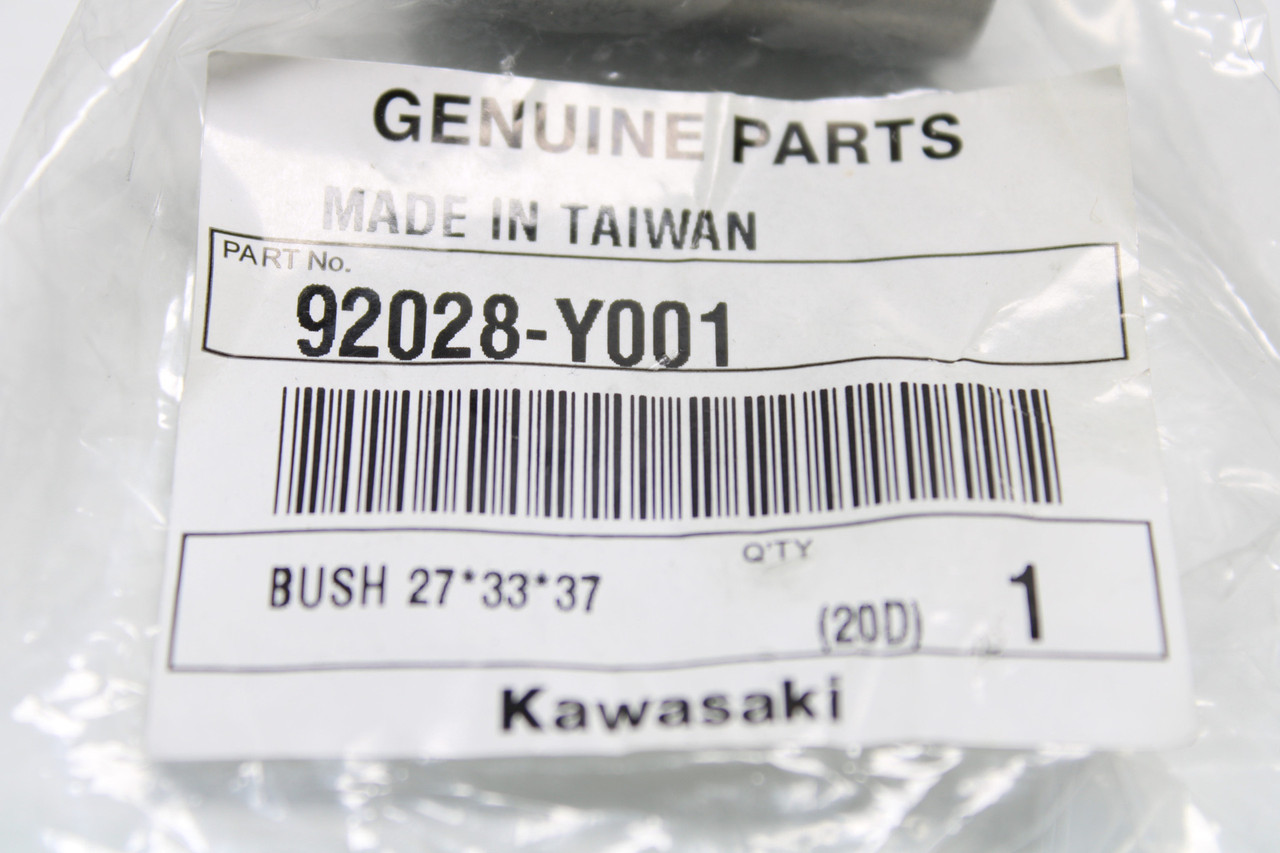 GENUINE PARTS
MADE IN TAIWAN
PART No.
92028-Y001
Q'TY
BUSH 27*33*37
(20D) 1
Kawasaki